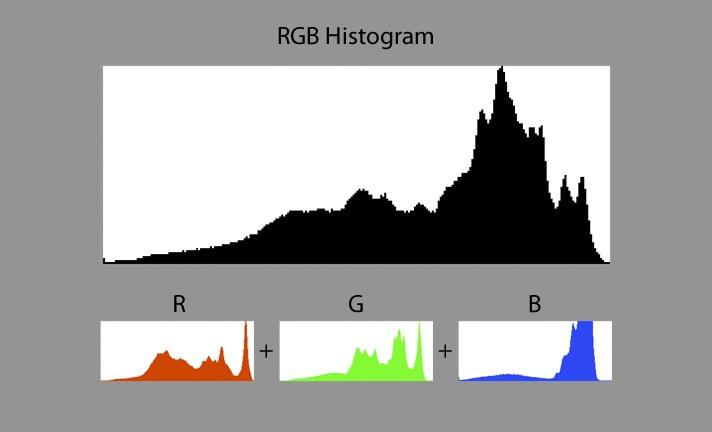 RGB Histogram
R G B
+ +